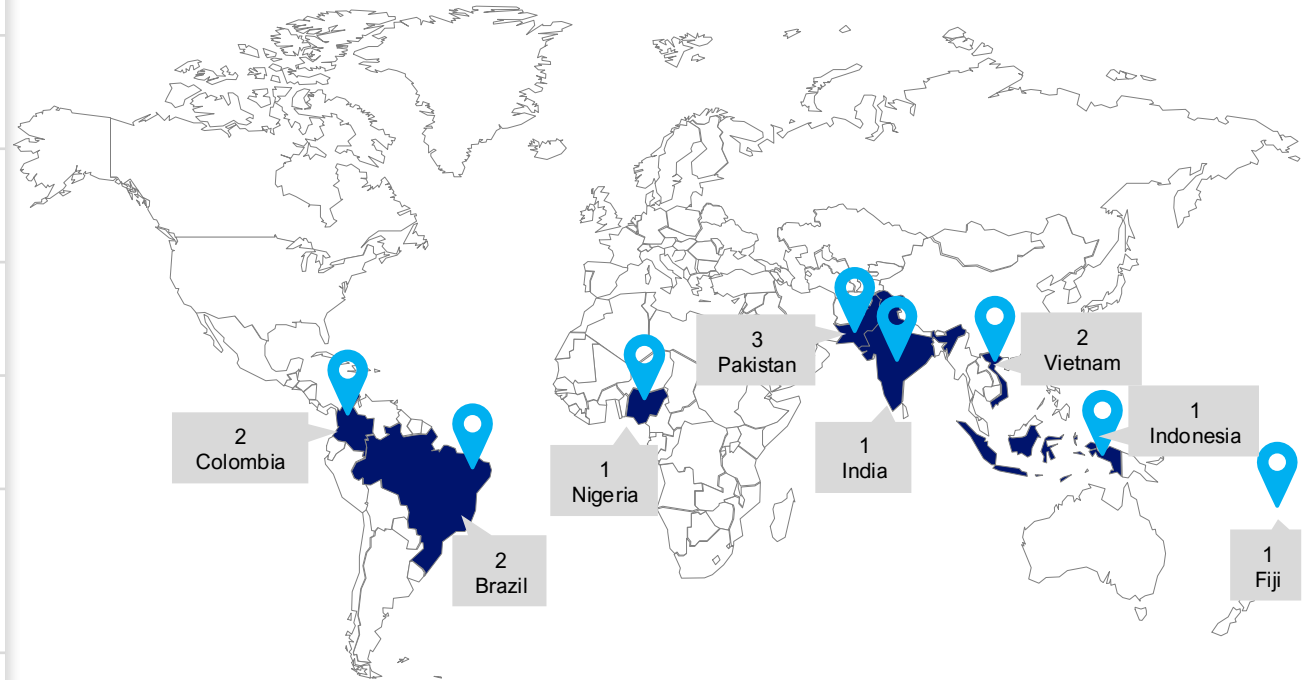 3
Pakistan
2
Vietnam
1
Indonesia
2
Colombia
1
Nigeria
1
India
2
Brazil
1
Fiji